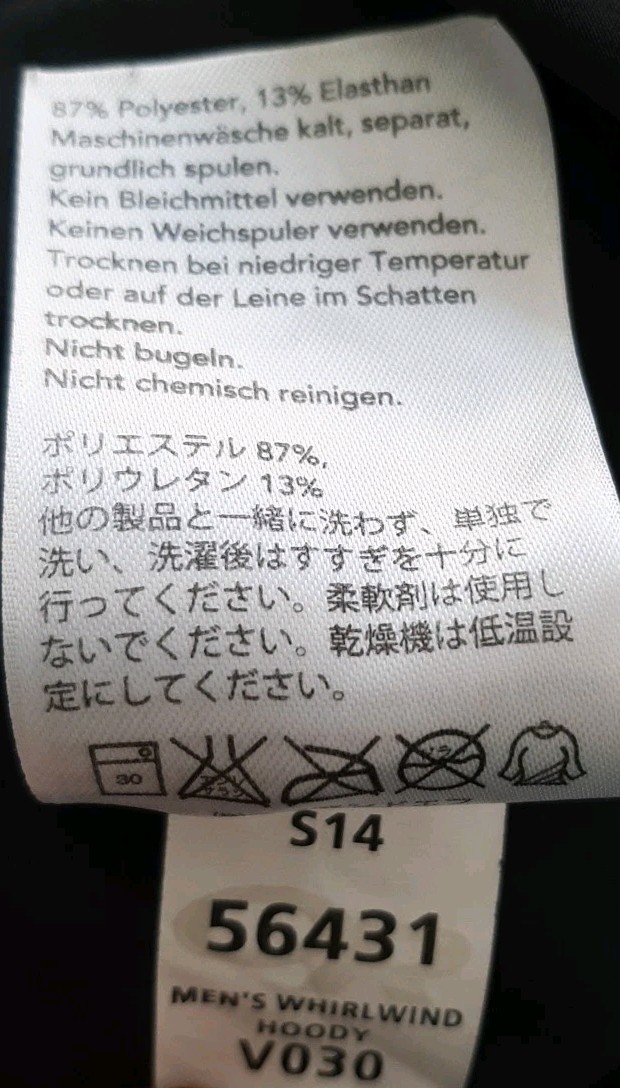 87% Polyester, 13% Elasthan
Maschinenwäsche kalt, separat,
grundlich spulen.
Kein Bleichmittel verwenden.
Keinen Weichspuler verwenden.
Trocknen bei niedriger Temperatur
oder auf der Leine im Schatten
trocknen.
Nicht bugeln.
Nicht chemisch reinigen.
ポリエステル 87%,
ポリウレタン 13%
他の製品と一緒に洗わず、単独で
洗い、洗濯後はすすぎを十分に
行ってください。柔軟剤は使用し
ないでください。乾燥機は低温設
定にしてください。
30
S14
56431
MEN'S WHIRLWIND
HOODY
V030